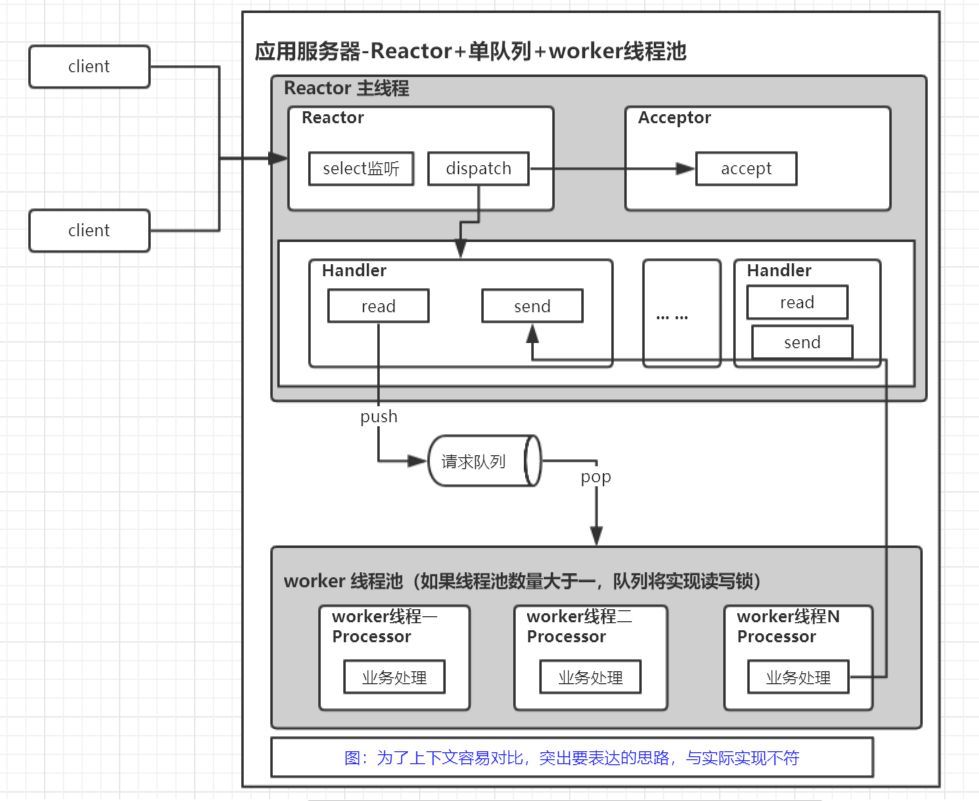 应用服务器-Reactor+单队列+worker线程池
client
client
Reactor 主线程
Reactor
select监听
dispatch
Acceptor
accept
Handler
read
send
... ...
Handler
read
send
push
请求队列
pop
worker 线程池（如果线程池数量大于一，队列将实现读写锁）
worker线程一
Processor
业务处理
worker线程二
Processor
业务处理
worker线程N
Processor
业务处理
图：为了上下文容易对比，突出要表达的思路，与实际实现不符